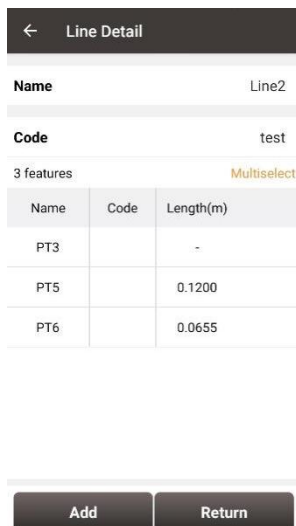 ← Line Detail
Name Line2
Code test
3 features Multiselect
Name Code Length(m)
PT3 -
PT5 0.1200
PT6 0.0655
Add Return